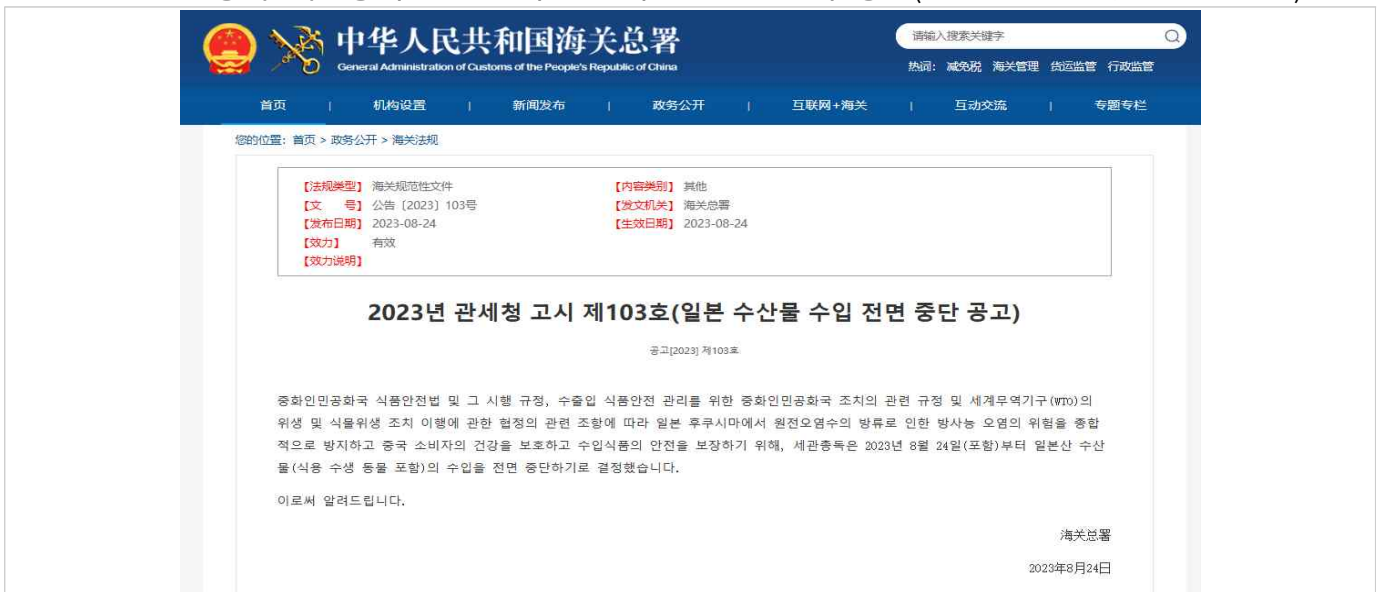 中华人民共和国海关总署
General Administration of Customs of the People's Republic of China
请输入搜索关键字
热词: 减免税 海关管理 货运监管 行政监管
首页 | 机构设置 | 新闻发布 | 政务公开 | 互联网+海关 | 互动交流 | 专题专栏
您的位置: 首页 > 政务公开 > 海关法规
【法规类型】 海关规范性文件 【内容类别】 其他
【文 号】 公告〔2023〕103号 【发文机关】 海关总署
【发布日期】 2023-08-24 【生效日期】 2023-08-24
【效力】 有效
【效力说明】
2023년 관세청 고시 제103호(일본 수산물 수입 전면 중단 공고)
공고[2023] 제103호
중화인민공화국 식품안전법 및 그 시행 규정, 수출입 식품안전 관리를 위한 중화인민공화국 조치의 관련 규정 및 세계무역기구(WTO)의
위생 및 식물위생 조치 이행에 관한 협정의 관련 조항에 따라 일본 후쿠시마에서 원전오염수의 방류로 인한 방사능 오염의 위험을 종합
적으로 방지하고 중국 소비자의 건강을 보호하고 수입식품의 안전을 보장하기 위해, 세관총독은 2023년 8월 24일(포함)부터 일본산 수산
물(식용 수생 동물 포함)의 수입을 전면 중단하기로 결정했습니다.
이로써 알려드립니다.
海关总署
2023年8月24日